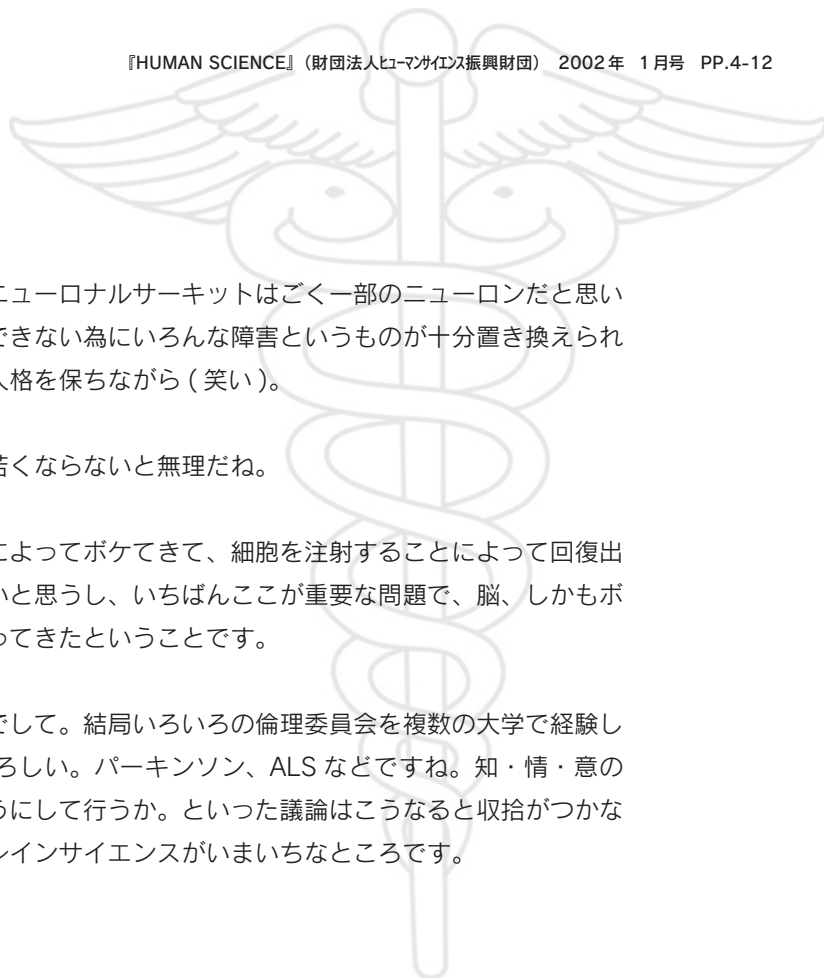 『HUMAN SCIENCE』（財団法人ヒューマンサイエンス振興財団） 2002年 1月号 PP.4-12
ニューロナルサーキットはごく一部のニューロンだと思い
できない為にいろんな障害というものが十分置き換えられ
人格を保ちながら ( 笑い )。
若くならないと無理だね。
によってボケてきて、細胞を注射することによって回復出
いと思うし、いちばんここが重要な問題で、脳、しかもボ
ってきたということです。
でして。結局いろいろの倫理委員会を複数の大学で経験し
ろしい。パーキンソン、ALS などですね。知・情・意の
うにして行うか。といった議論はこうなると収拾がつかな
レインサイエンスがいまいちなところです。